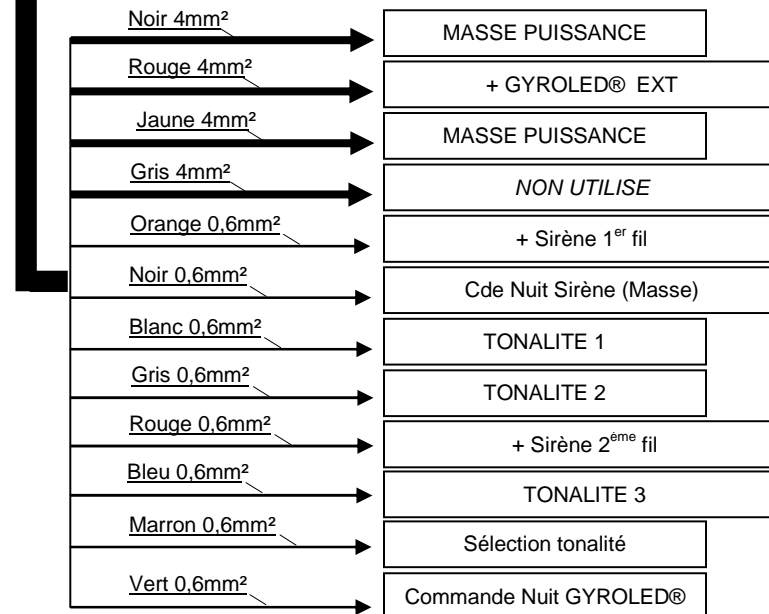 Noir 4mm² MASSE PUISSANCE
Rouge 4mm² + GYROLED® EXT
Jaune 4mm² MASSE PUISSANCE
Gris 4mm² NON UTILISE
Orange 0,6mm² + Sirène 1er fil
Noir 0,6mm² Cde Nuit Sirène (Masse)
Blanc 0,6mm² TONALITE 1
Gris 0,6mm² TONALITE 2
Rouge 0,6mm² + Sirène 2ème fil
Bleu 0,6mm² TONALITE 3
Marron 0,6mm² Sélection tonalité
Vert 0,6mm² Commande Nuit GYROLED®